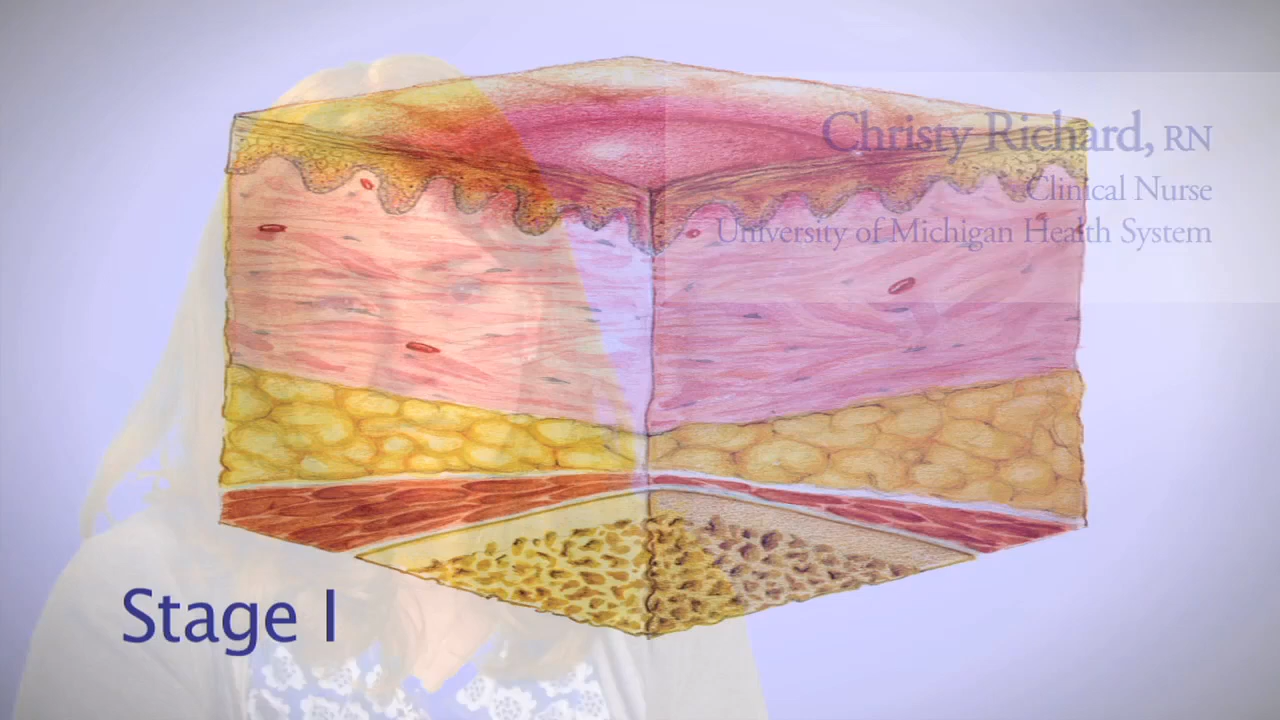 Christy Richard, RN
Clinical Nurse
University of Michigan Health System
Stage I